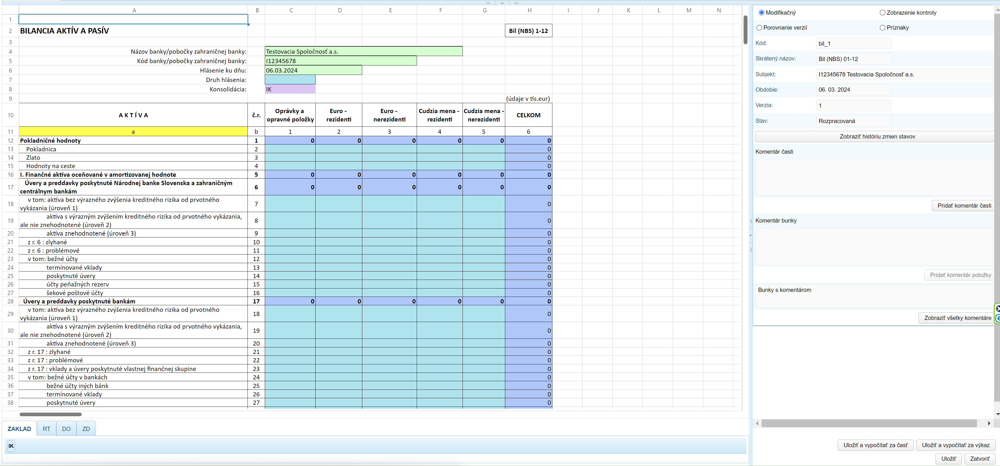 A B C D E F G H I J K L M N
1
2 BILANCIA AKTÍV A PASÍV Bil (NBS) 1-12
3
4 Názov banky/pobočky zahraničnej banky: Testovacia Spoločnosť a.s.
5 Kód banky/pobočky zahraničnej banky: I12345678
6 Hlásenie ku dňu: 06.03.2024
7 Druh hlásenia:
8 Konsolidácia: IK
9 (údaje v tis.eur)
10 A K T Í V A č.r. Oprávky a opravné položky Euro - rezidenti Euro - nerezidenti Cudzia mena - rezidenti Cudzia mena - nerezidenti CELKOM
11 a b 1 2 3 4 5 6
12 Pokladničné hodnoty 1 0 0 0 0 0 0
13 Pokladnica 2 0
14 Zlato 3 0
15 Hodnoty na ceste 4 0
16 I. Finančné aktíva oceňované v amortizovanej hodnote 5 0 0 0 0 0 0
17 Úvery a preddavky poskytnuté Národnej banke Slovenska a zahraničným centrálnym bankám 6 0 0 0 0 0 0
18 v tom: aktíva bez výrazného zvýšenia kreditného rizika od prvotného vykázania (úroveň 1) 7 0
19 aktíva s výrazným zvýšením kreditného rizika od prvotného vykázania, ale nie znehodnotené (úroveň 2) 8 0
20 aktíva znehodnotené (úroveň 3) 9 0
21 z r. 6 : zlyhané 10 0
22 z r. 6 : problémové 11 0
23 v tom: bežné účty 12 0
24 termínované vklady 13 0
25 poskytnuté úvery 14 0
26 účty peňažných rezerv 15 0
27 šekové poštové účty 16 0
28 Úvery a preddavky poskytnuté bankám 17 0 0 0 0 0 0
29 v tom: aktíva bez výrazného zvýšenia kreditného rizika od prvotného vykázania (úroveň 1) 18 0
30 aktíva s výrazným zvýšením kreditného rizika od prvotného vykázania, ale nie znehodnotené (úroveň 2) 19 0
31 aktíva znehodnotené (úroveň 3) 20 0
32 z r. 17 : zlyhané 21 0
33 z r. 17 : problémové 22 0
34 z r. 17 : vklady a úvery poskytnuté vlastnej finančnej skupine 23 0
35 v tom: bežné účty v bankách 24 0
36 bežné účty iných bánk 25 0
37 termínované vklady 26 0
38 poskytnuté úvery 27 0
ZAKLAD RT DO ZD
IK
Modifikačný Zobrazenie kontroly
Porovnanie verzií Príznaky
Kód: bil_1
Skrátený názov: Bil (NBS) 01-12
Subjekt: I12345678 Testovacia Spoločnosť a.s.
Obdobie: 06. 03. 2024
Verzia: 1
Stav: Rozpracovaná
Zobraziť históriu zmien stavov
Komentár časti
Pridať komentár časti
Komentár bunky
Pridať komentár položky
Bunky s komentárom
Zobraziť všetky komentáre
Uložiť a vypočítať za časť Uložiť a vypočítať za výkaz
Uložiť Zatvoriť